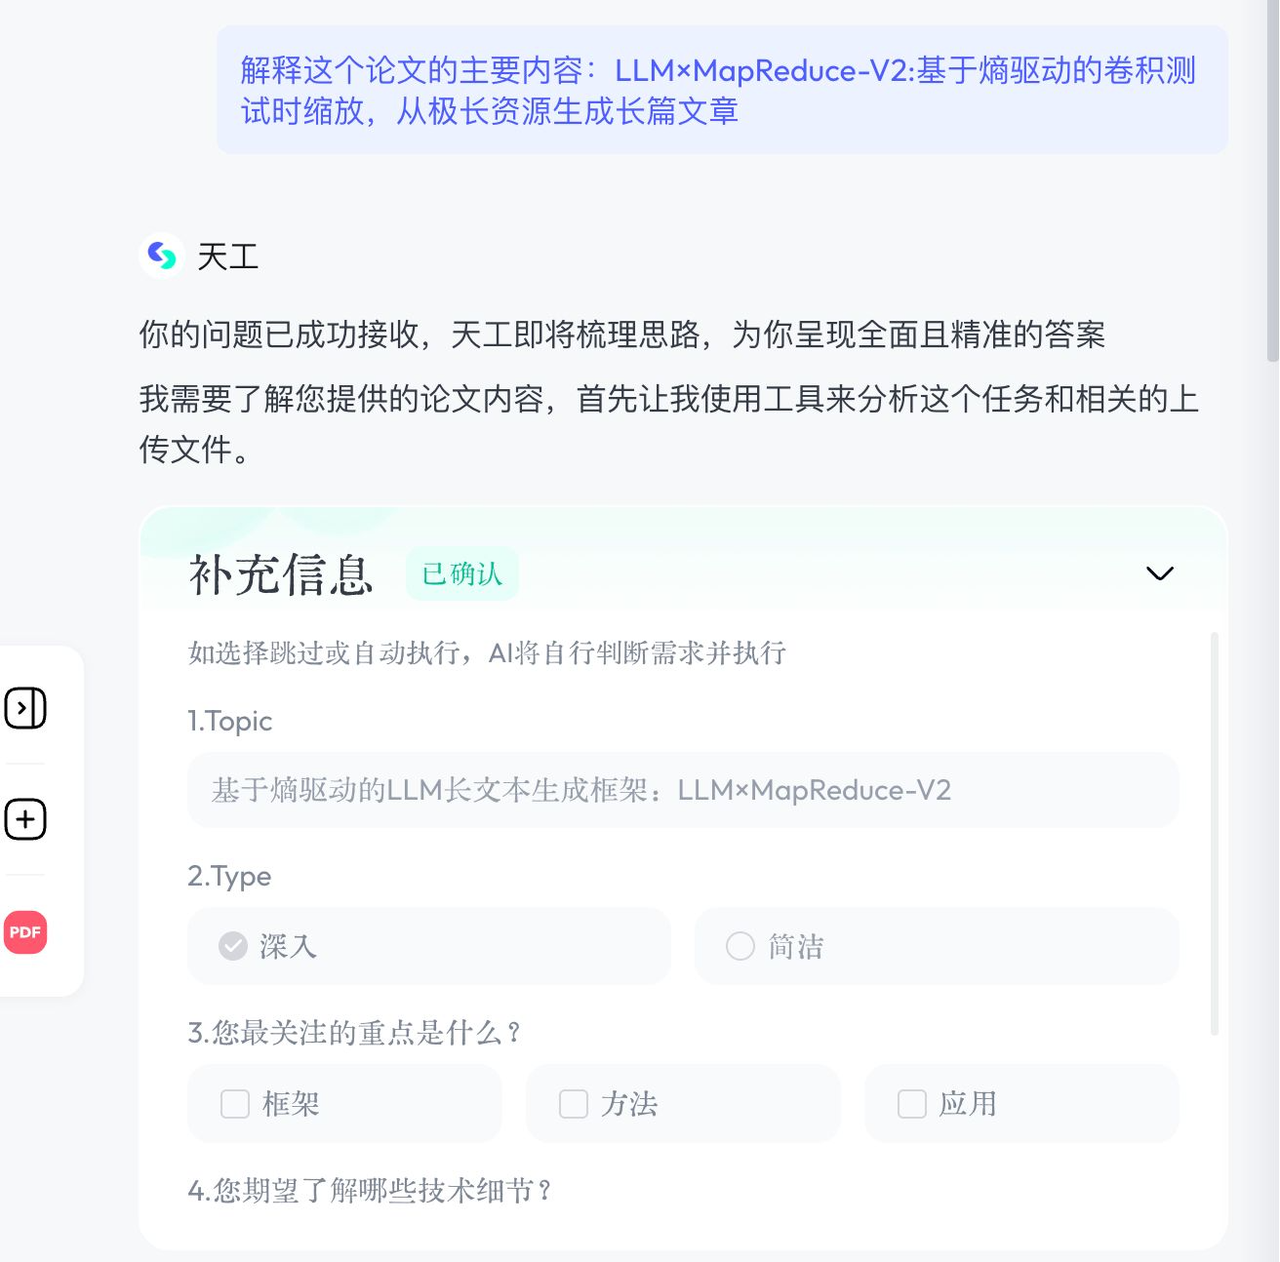 解释这个论文的主要内容：LLM×MapReduce-V2:基于熵驱动的卷积测
试时缩放，从极长资源生成长篇文章
天工
你的问题已成功接收，天工即将梳理思路，为你呈现全面且精准的答案
我需要了解您提供的论文内容，首先让我使用工具来分析这个任务和相关的上
传文件。
补充信息 已确认
如选择跳过或自动执行，AI将自行判断需求并执行
1.Topic
基于熵驱动的LLM长文本生成框架：LLM×MapReduce-V2
2.Type
深入 简洁
3.您最关注的重点是什么？
框架 方法 应用
4.您期望了解哪些技术细节？
PDF